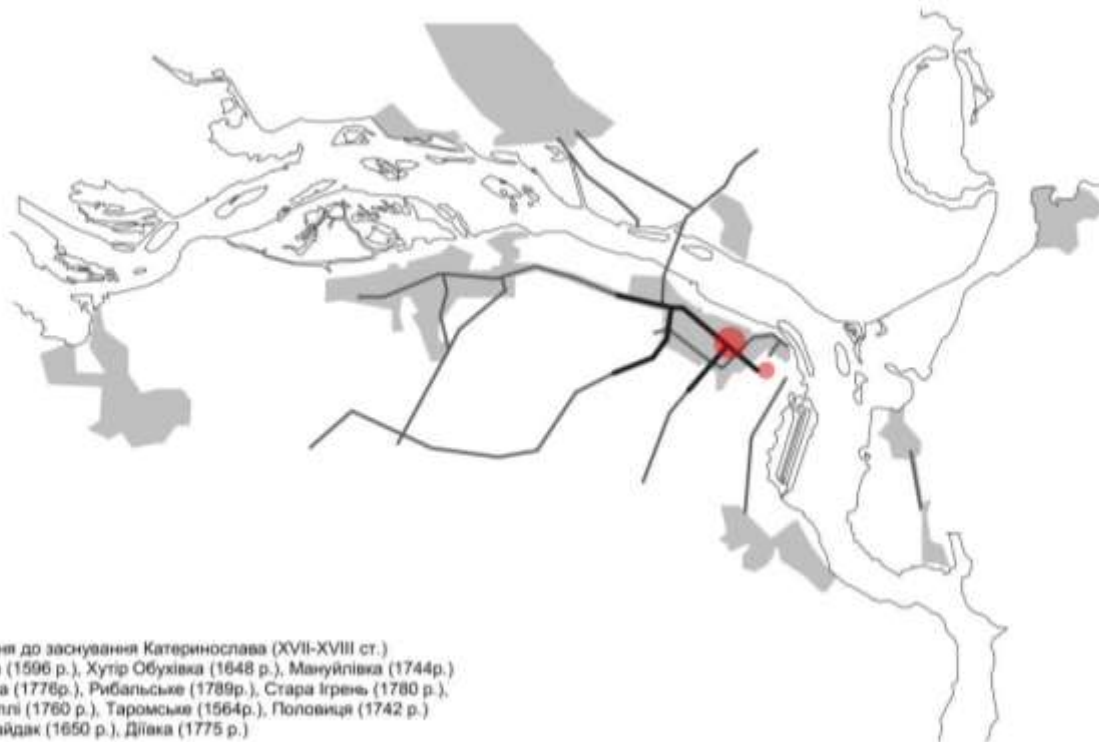 ня до заснування Катеринослава (XVII-XVIII ст.)
(1596 р.), Хутір Обухівка (1648 р.), Мануйлівка (1744р.)
а (1776р.), Рибальське (1789р.), Стара Ігрень (1780 р.),
ллі (1760 р.), Таромське (1564р.), Половиця (1742 р.)
айдак (1650 р.), Діївка (1775 р.)